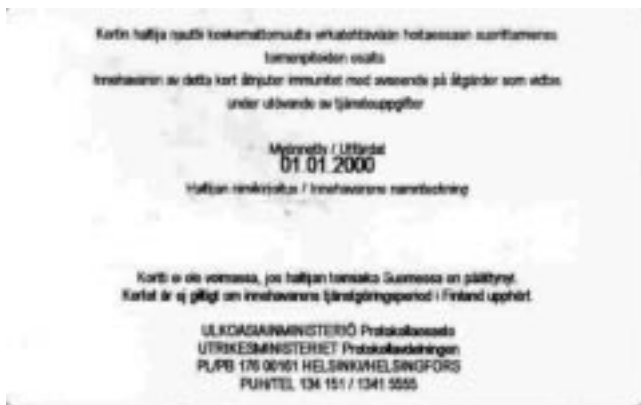 Kortin haltija nauttii koskemattomuutta virkatehtäviään hoitaessaan suorittamiensa
toimenpiteiden osalta
Innehavaren av detta kort åtnjuter immunitet med avseende på åtgärder som vidtas
under utövande av tjänsteuppgifter
Myönnetty / Utfärdat
01.01.2000
Haltijan nimikirjoitus / Innehavarens namnteckning
Kortti ei ole voimassa, jos haltijan toimiaika Suomessa on päättynyt.
Kortet är ej giltigt om innehavarens tjänstgöringsperiod i Finland upphört.
ULKOASIAINMINISTERIÖ Protokollaosasto
UTRIKESMINISTERIET Protokollavdelningen
PL/PB 176 00161 HELSINKI/HELSINGFORS
PUH/TEL 134 151 / 1341 5555